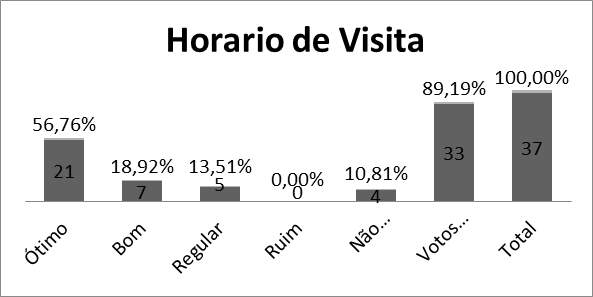 Horario de Visita
56,76%
18,92%
13,51%
0,00%
10,81%
89,19%
100,00%
21
7
5
0
4
33
37
Ótimo
Bom
Regular
Ruim
Não...
Votos...
Total